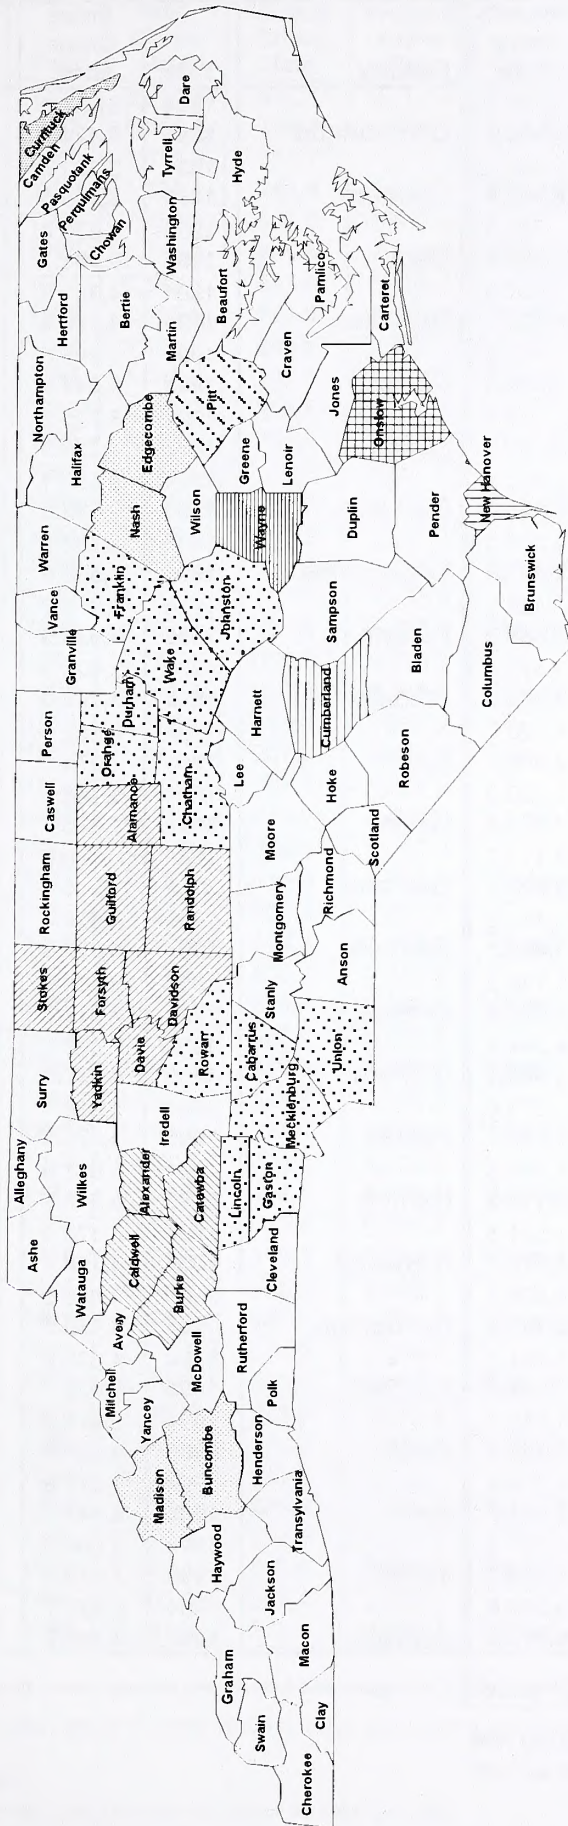 Cherokee
Clay
Swain
Graham
Macon
Jackson
Haywood
Transylvania
Madison
Buncombe
Henderson
Yancey
Mitchell
Avery
McDowell
Polk
Rutherford
Cleveland
Burke
Caldwell
Watauga
Ashe
Alleghany
Wilkes
Alexander
Catawba
Lincoln
Gaston
Iredell
Surry
Yadkin
Davie
Rowan
Mecklenburg
Cabarrus
Union
Stokes
Forsyth
Davidson
Stanly
Anson
Rockingham
Guilford
Randolph
Montgomery
Richmond
Moore
Scotland
Caswell
Alamance
Chatham
Lee
Hoke
Robeson
Person
Orange
Durham
Wake
Harnett
Cumberland
Bladen
Columbus
Granville
Vance
Warren
Franklin
Johnston
Sampson
Brunswick
Nash
Wilson
Wayne
Duplin
Pender
New Hanover
Northampton
Halifax
Edgecombe
Pitt
Greene
Lenoir
Jones
Onslow
Hertford
Bertie
Martin
Beaufort
Craven
Pamlico
Carteret
Gates
Chowan
Perquimans
Pasquotank
Camden
Currituck
Washington
Tyrrell
Hyde
Dare